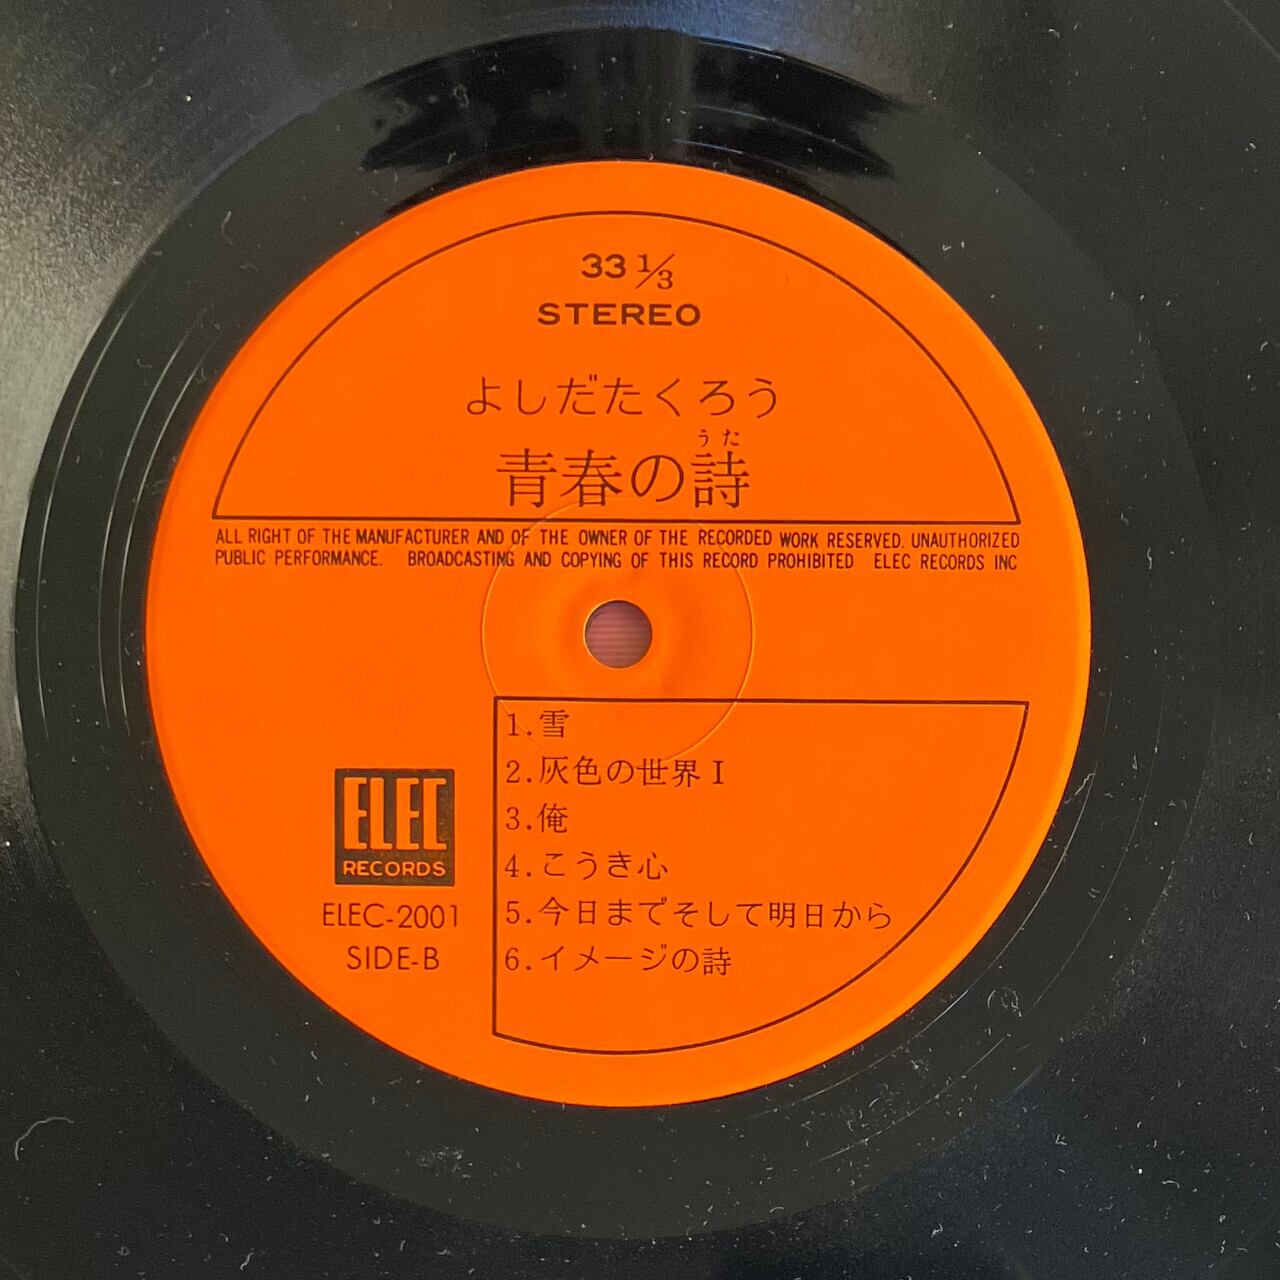 33 1/3
STEREO
よしだたくろう
うた
青春の詩
ALL RIGHT OF THE MANUFACTURER AND OF THE OWNER OF THE RECORDED WORK RESERVED. UNAUTHORIZED
PUBLIC PERFORMANCE. BROADCASTING AND COPYING OF THIS RECORD PROHIBITED ELEC RECORDS INC
1.雪
2.灰色の世界 I
3.俺
4.こうき心
5.今日までそして明日から
6.イメージの詩
ELEC
RECORDS
ELEC-2001
SIDE-B